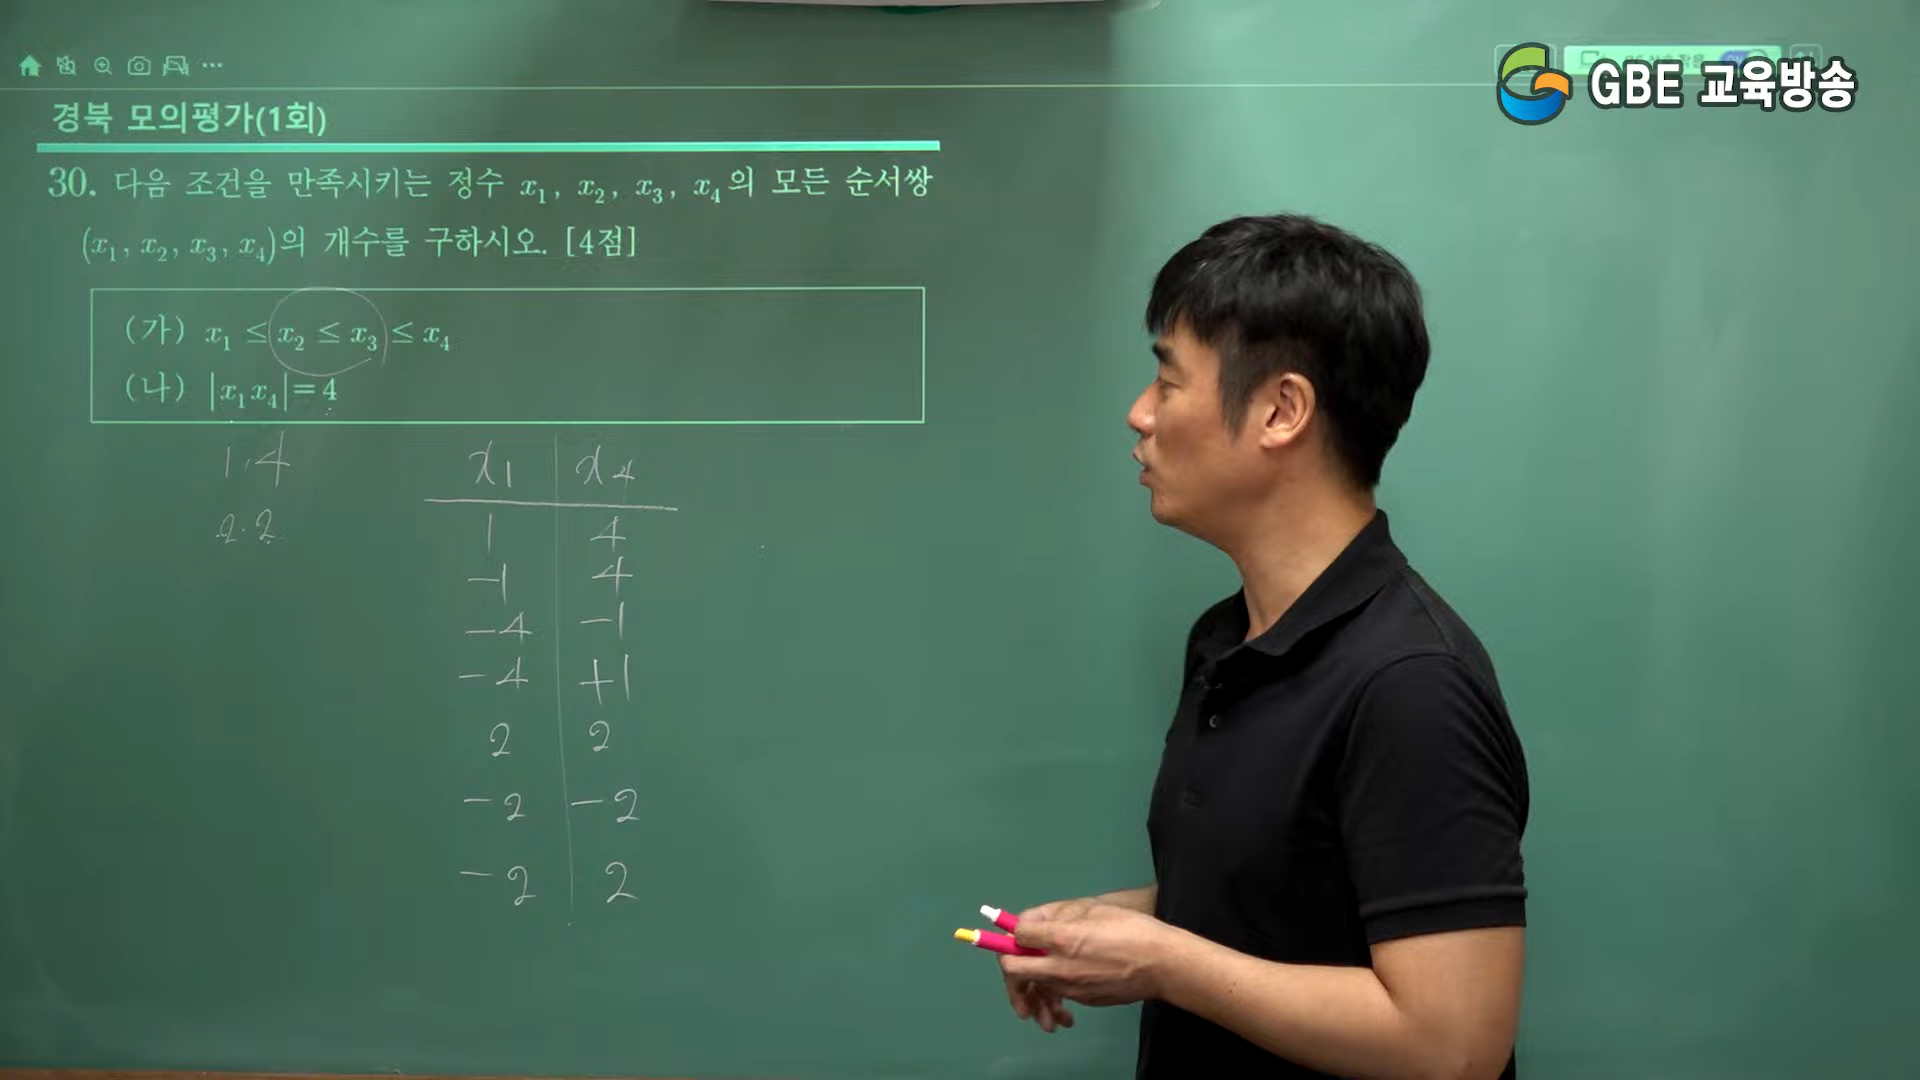 GBE 교육방송
경북 모의평가(1회)
30. 다음 조건을 만족시키는 정수 x₁, x₂, x₃, x₄의 모든 순서쌍
(x₁, x₂, x₃, x₄)의 개수를 구하시오. [4점]
(가) x₁ ≤ x₂ ≤ x₃ ≤ x₄
(나) |x₁x₄|=4
1·4
2·2
x₁ x₄
1 4
-1 4
-4 -1
-4 +1
2 2
-2 -2
-2 2